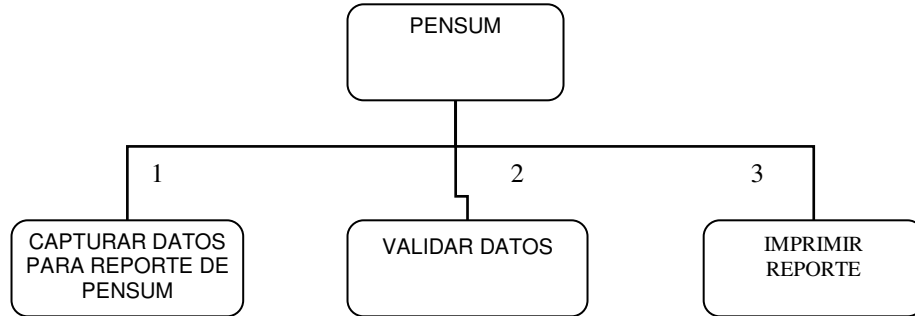 PENSUM
1
2
3
CAPTURAR DATOS
PARA REPORTE DE
PENSUM
VALIDAR DATOS
IMPRIMIR
REPORTE